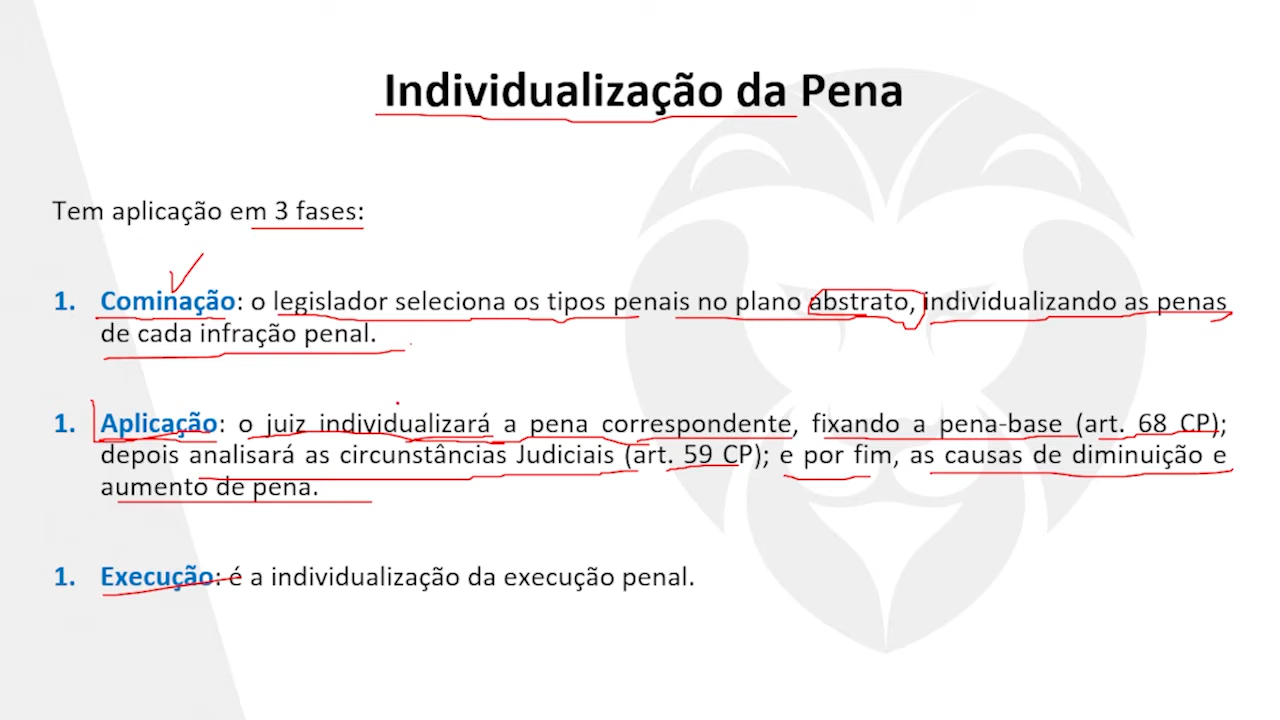 Individualização da Pena
Tem aplicação em 3 fases:
1. Cominação: o legislador seleciona os tipos penais no plano abstrato, individualizando as penas
de cada infração penal.
1. Aplicação: o juiz individualizará a pena correspondente, fixando a pena-base (art. 68 CP);
depois analisará as circunstâncias Judiciais (art. 59 CP); e por fim, as causas de diminuição e
aumento de pena.
1. Execução: é a individualização da execução penal.